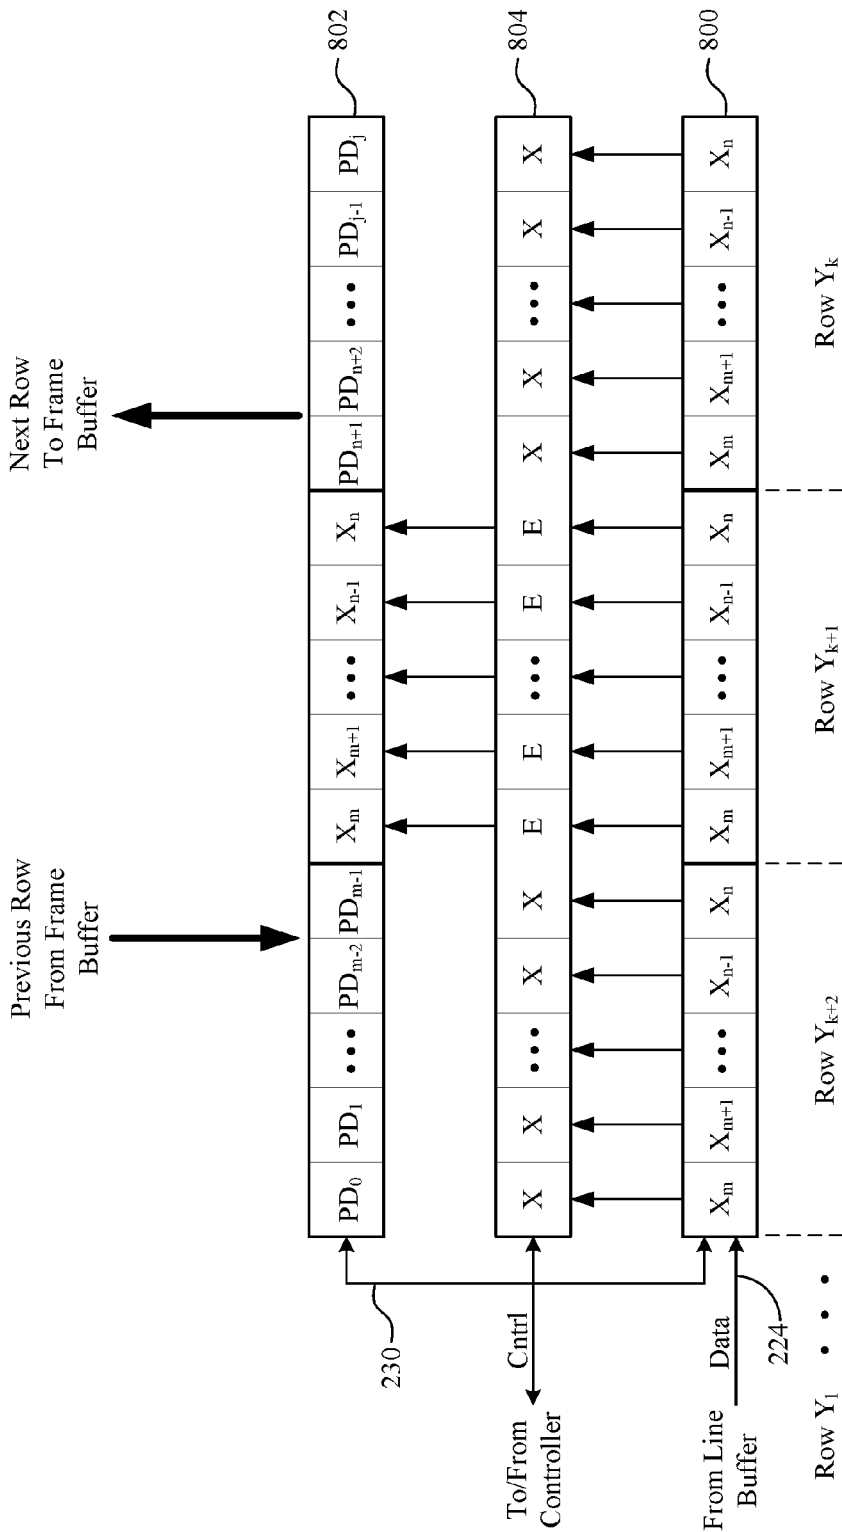 Previous Row
From Frame
Buffer
Next Row
To Frame
Buffer
PD₀ PD₁ ••• PDₘ₋₂ PDₘ₋₁ Xₘ Xₘ₊₁ ••• Xₙ₋₁ Xₙ PDₙ₊₁ PDₙ₊₂ ••• PDⱼ₋₁ PDⱼ
802
230
Cntrl
To/From
Controller
X X ••• X X E E ••• E E X X ••• X X
804
Data
From Line
Buffer
224
Xₘ Xₘ₊₁ ••• Xₙ₋₁ Xₙ Xₘ Xₘ₊₁ ••• Xₙ₋₁ Xₙ Xₘ Xₘ₊₁ ••• Xₙ₋₁ Xₙ
800
Row Y₁ • • • Row Yₖ₊₂ Row Yₖ₊₁ Row Yₖ